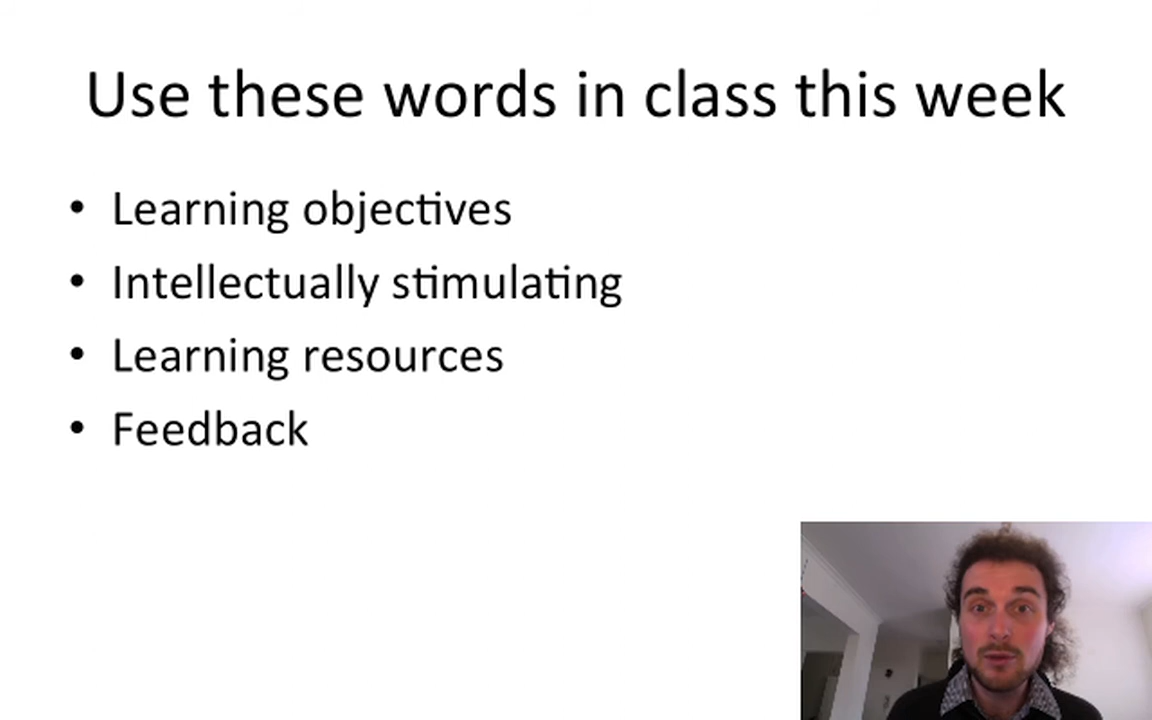 Use these words in class this week
• Learning objectives
• Intellectually stimulating
• Learning resources
• Feedback